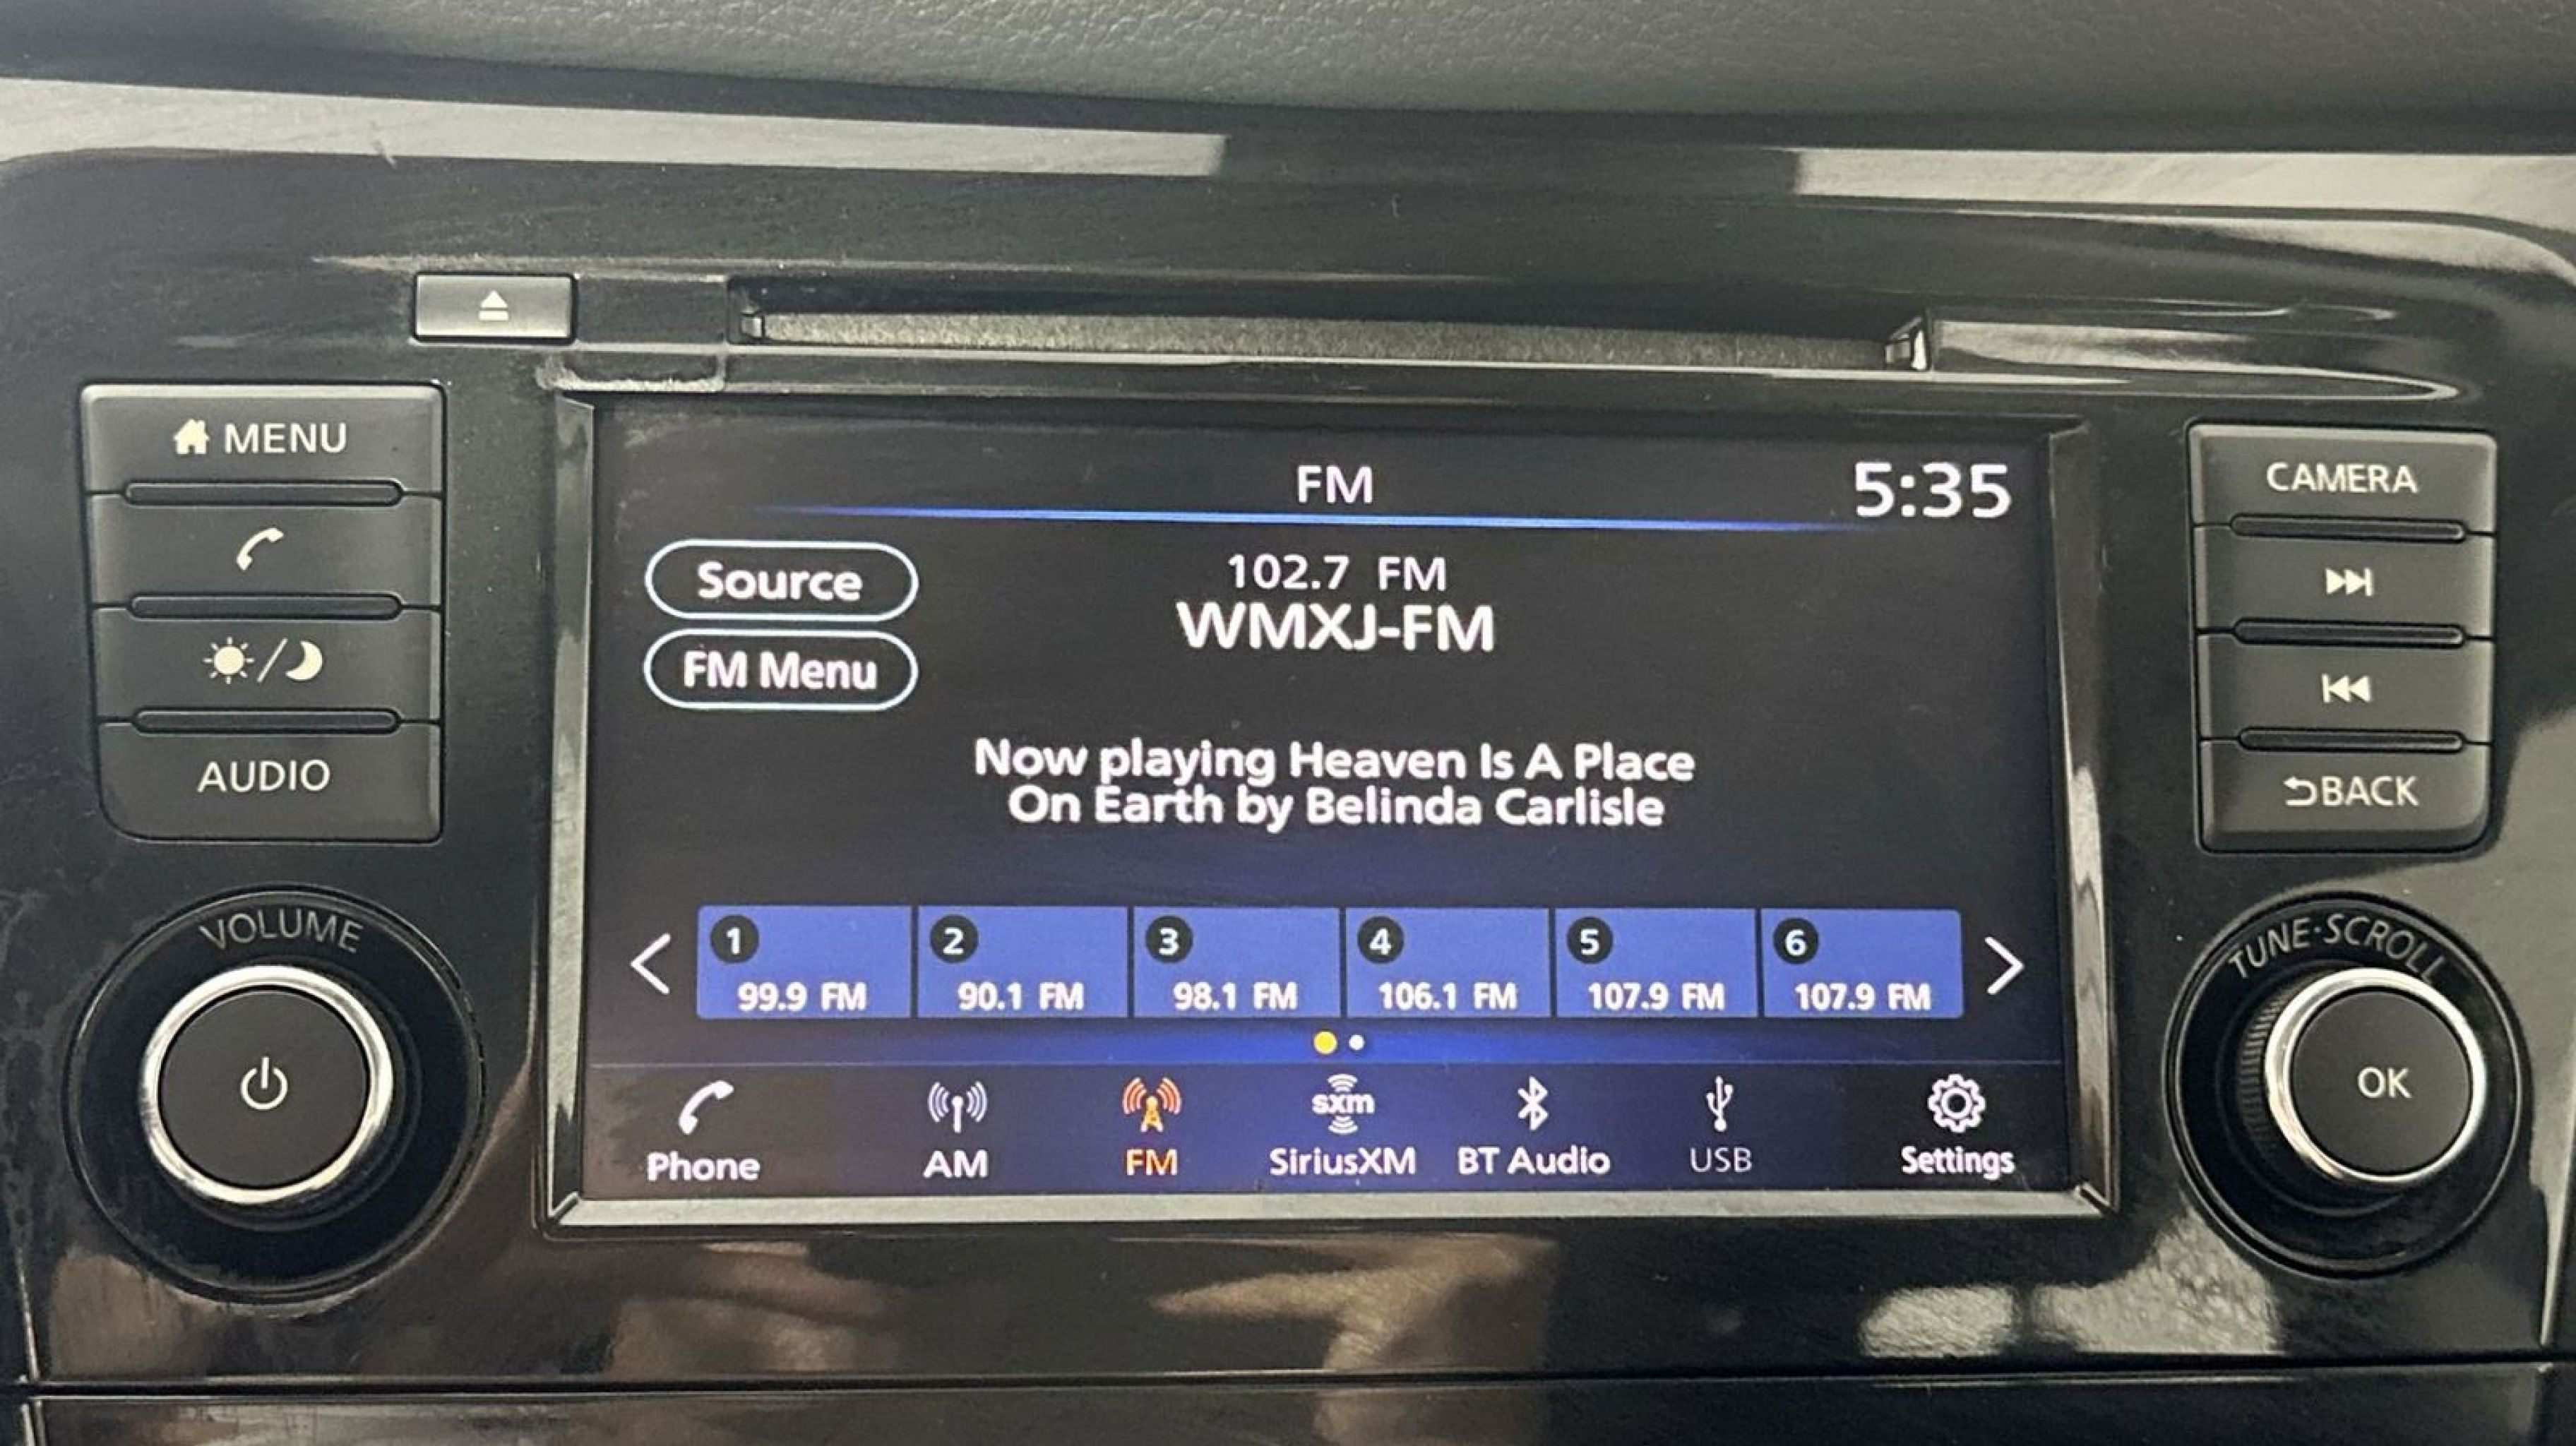 MENU
AUDIO
VOLUME
FM
5:35
Source
FM Menu
102.7 FM
WMXJ-FM
Now playing Heaven Is A Place
On Earth by Belinda Carlisle
1 2 3 4 5 6
99.9 FM 90.1 FM 98.1 FM 106.1 FM 107.9 FM 107.9 FM
sxm
Phone AM FM SiriusXM BT Audio USB Settings
CAMERA
BACK
TUNE·SCROLL
OK